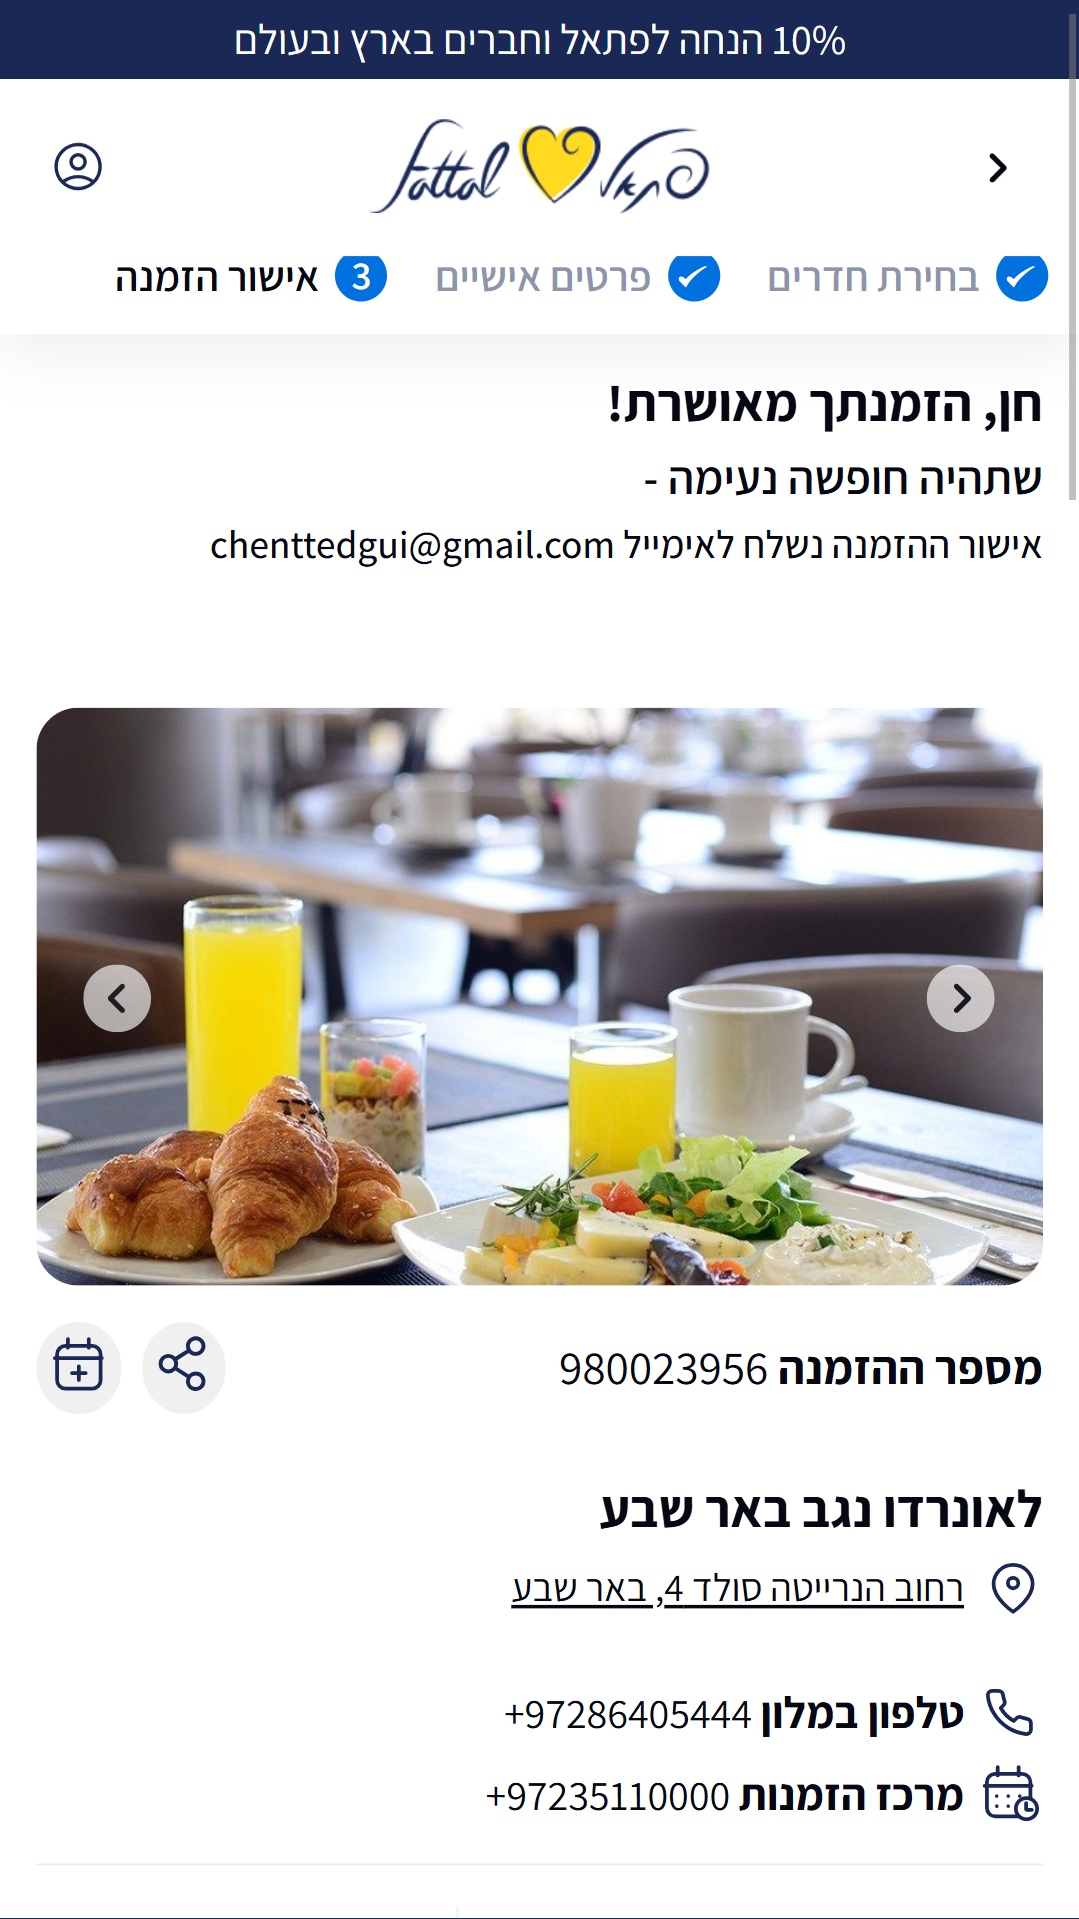 10% הנחה לפתאל וחברים בארץ ובעולם
fattal פתאל
בחירת חדרים
פרטים אישיים
3 אישור הזמנה
חן, הזמנתך מאושרת!
שתהיה חופשה נעימה -
אישור ההזמנה נשלח לאימייל chenttedgui@gmail.com
מספר ההזמנה 980023956
לאונרדו נגב באר שבע
רחוב הנרייטה סולד 4, באר שבע
טלפון במלון 97286405444+
מרכז הזמנות 97235110000+